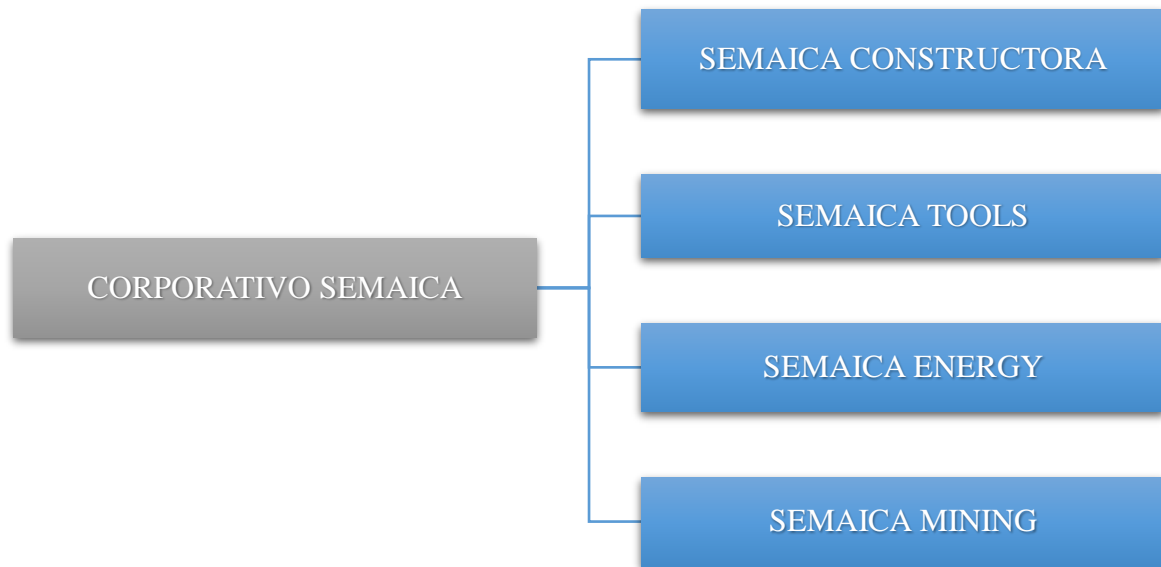 SEMAICA CONSTRUCTORA
SEMAICA TOOLS
CORPORATIVO SEMAICA
SEMAICA ENERGY
SEMAICA MINING